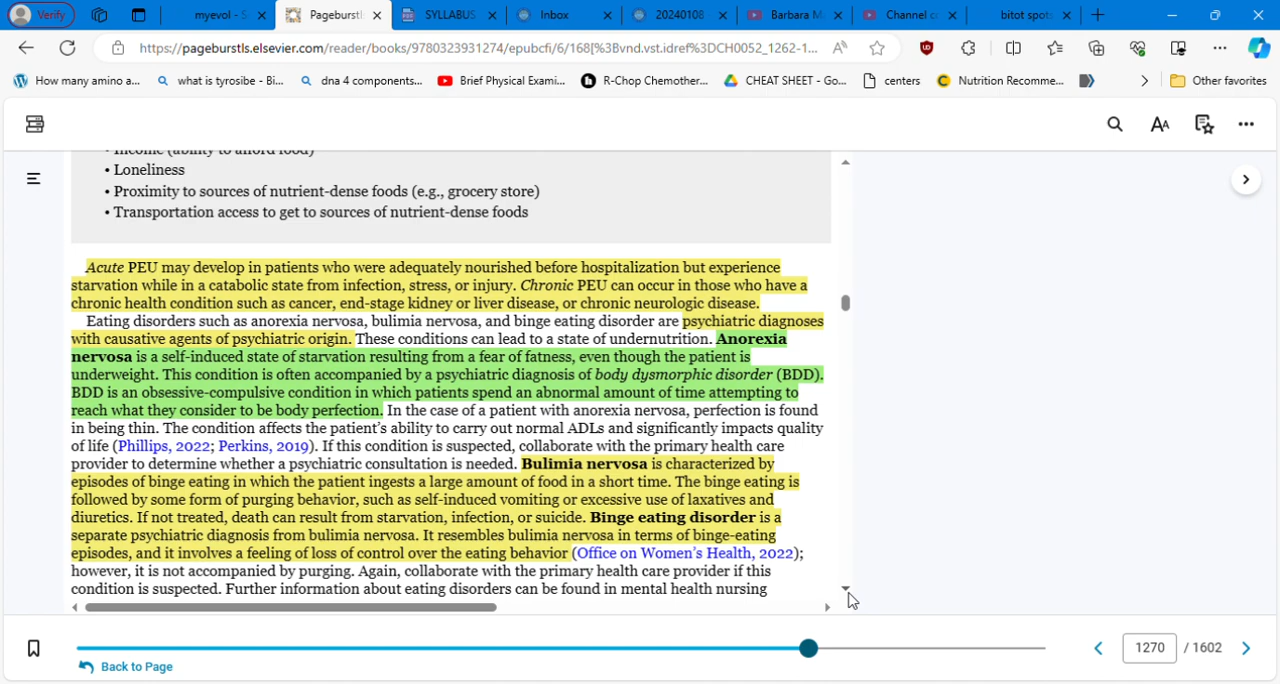 Verify
myevol - S
Pageburstl
SYLLABUS
Inbox
20240108
Barbara M
Channel c
bitot spots
https://pageburstls.elsevier.com/reader/books/9780323931274/epubcfi/6/168[%3Bvnd.vst.idref%3DCH0052_1262-1...
How many amino a...
what is tyrosibe - Bi...
dna 4 components...
Brief Physical Exami...
R-Chop Chemother...
CHEAT SHEET - Go...
centers
Nutrition Recomme...
Other favorites
• Income (ability to afford food)
• Loneliness
• Proximity to sources of nutrient-dense foods (e.g., grocery store)
• Transportation access to get to sources of nutrient-dense foods
Acute PEU may develop in patients who were adequately nourished before hospitalization but experience
starvation while in a catabolic state from infection, stress, or injury. Chronic PEU can occur in those who have a
chronic health condition such as cancer, end-stage kidney or liver disease, or chronic neurologic disease.
Eating disorders such as anorexia nervosa, bulimia nervosa, and binge eating disorder are psychiatric diagnoses
with causative agents of psychiatric origin. These conditions can lead to a state of undernutrition. Anorexia
nervosa is a self-induced state of starvation resulting from a fear of fatness, even though the patient is
underweight. This condition is often accompanied by a psychiatric diagnosis of body dysmorphic disorder (BDD).
BDD is an obsessive-compulsive condition in which patients spend an abnormal amount of time attempting to
reach what they consider to be body perfection. In the case of a patient with anorexia nervosa, perfection is found
in being thin. The condition affects the patient's ability to carry out normal ADLs and significantly impacts quality
of life (Phillips, 2022; Perkins, 2019). If this condition is suspected, collaborate with the primary health care
provider to determine whether a psychiatric consultation is needed. Bulimia nervosa is characterized by
episodes of binge eating in which the patient ingests a large amount of food in a short time. The binge eating is
followed by some form of purging behavior, such as self-induced vomiting or excessive use of laxatives and
diuretics. If not treated, death can result from starvation, infection, or suicide. Binge eating disorder is a
separate psychiatric diagnosis from bulimia nervosa. It resembles bulimia nervosa in terms of binge-eating
episodes, and it involves a feeling of loss of control over the eating behavior (Office on Women's Health, 2022);
however, it is not accompanied by purging. Again, collaborate with the primary health care provider if this
condition is suspected. Further information about eating disorders can be found in mental health nursing
1270 / 1602
Back to Page